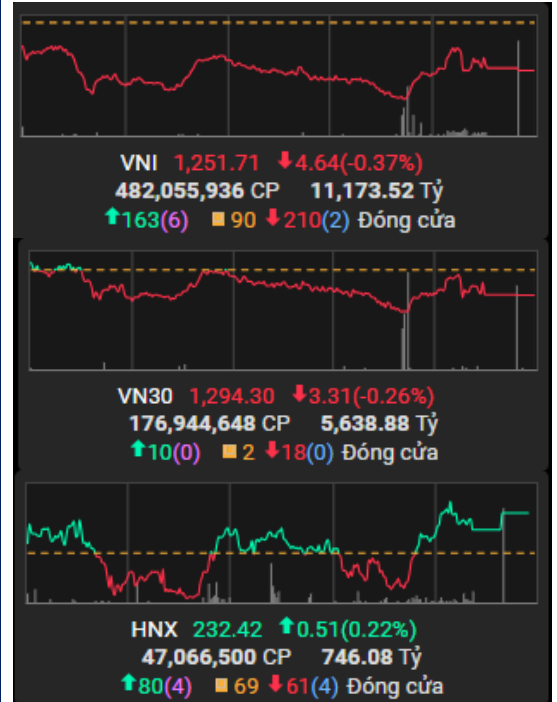 VNI 1,251.71 4.64(-0.37%)
482,055,936 CP 11,173.52 Tỷ
163(6) 90 210(2) Đóng cửa
VN30 1,294.30 3.31(-0.26%)
176,944,648 CP 5,638.88 Tỷ
10(0) 2 18(0) Đóng cửa
HNX 232.42 0.51(0.22%)
47,066,500 CP 746.08 Tỷ
80(4) 69 61(4) Đóng cửa